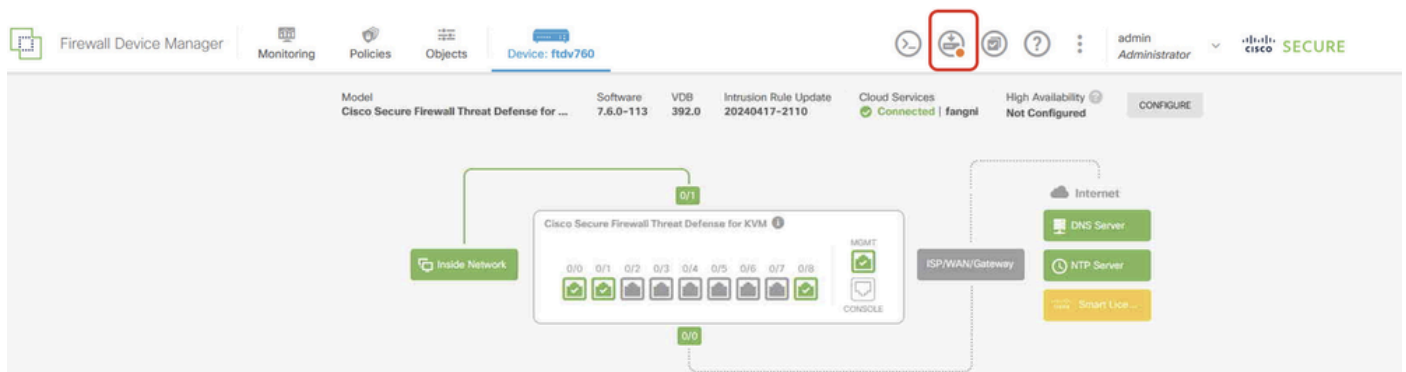 Firewall Device Manager
Monitoring
Policies
Objects
Device: ftdv760
>_
?
admin
Administrator
cisco SECURE
Model
Cisco Secure Firewall Threat Defense for ...
Software
7.6.0-113
VDB
392.0
Intrusion Rule Update
20240417-2110
Cloud Services
Connected | fangni
High Availability ?
Not Configured
CONFIGURE
0/1
Internet
Cisco Secure Firewall Threat Defense for KVM i
DNS Server
MGMT
Inside Network
0/0 0/1 0/2 0/3 0/4 0/5 0/6 0/7 0/8
ISP/WAN/Gateway
NTP Server
CONSOLE
Smart Lice ...
0/0